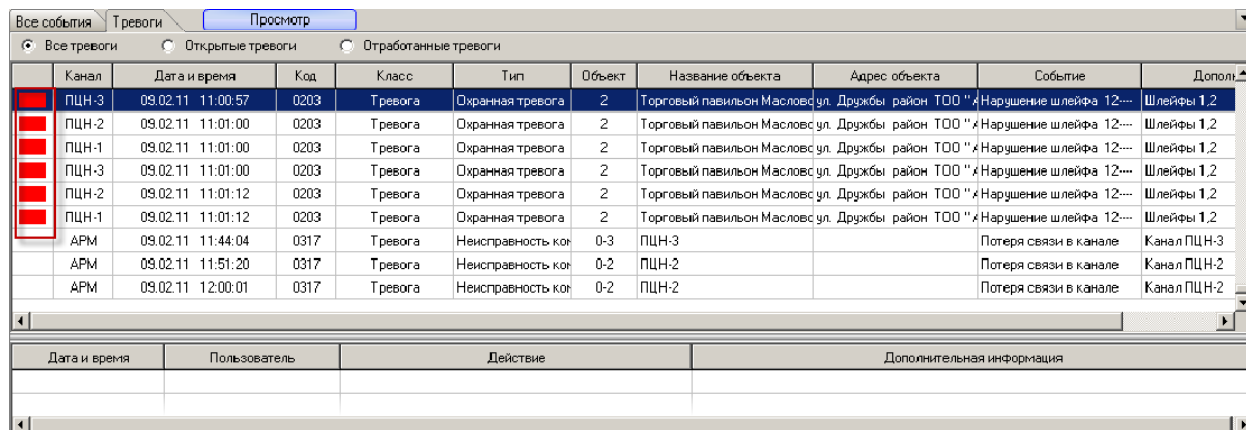 Все события Тревоги Просмотр
Все тревоги Открытые тревоги Отработанные тревоги
Канал Дата и время Код Класс Тип Объект Название объекта Адрес объекта Событие
ПЦН-3 09.02.11 11:00:57 0203 Тревога Охранная тревога 2 Торговый павильон ул. Дружбы район ТОО " Нарушение шлейфа 12---- Шлейфы 1,2
ПЦН-2 09.02.11 11:01:00 0203 Тревога Охранная тревога 2 Торговый павильон ул. Дружбы район ТОО " Нарушение шлейфа 12---- Шлейфы 1,2
ПЦН-1 09.02.11 11:01:00 0203 Тревога Охранная тревога 2 Торговый павильон ул. Дружбы район ТОО " Нарушение шлейфа 12---- Шлейфы 1,2
ПЦН-3 09.02.11 11:01:00 0203 Тревога Охранная тревога 2 Торговый павильон ул. Дружбы район ТОО " Нарушение шлейфа 12---- Шлейфы 1,2
ПЦН-2 09.02.11 11:01:12 0203 Тревога Охранная тревога 2 Торговый павильон ул. Дружбы район ТОО " Нарушение шлейфа 12---- Шлейфы 1,2
ПЦН-1 09.02.11 11:01:12 0203 Тревога Охранная тревога 2 Торговый павильон ул. Дружбы район ТОО " Нарушение шлейфа 12---- Шлейфы 1,2
АРМ 09.02.11 11:44:04 0317 Тревога Неисправность 0-3 ПЦН-3 Потеря связи в канале Канал ПЦН-3
АРМ 09.02.11 11:51:20 0317 Тревога Неисправность 0-2 ПЦН-2 Потеря связи в канале Канал ПЦН-2
АРМ 09.02.11 12:00:01 0317 Тревога Неисправность 0-2 ПЦН-2 Потеря связи в канале Канал ПЦН-2
Дата и время Пользователь Действие Дополнительная информация